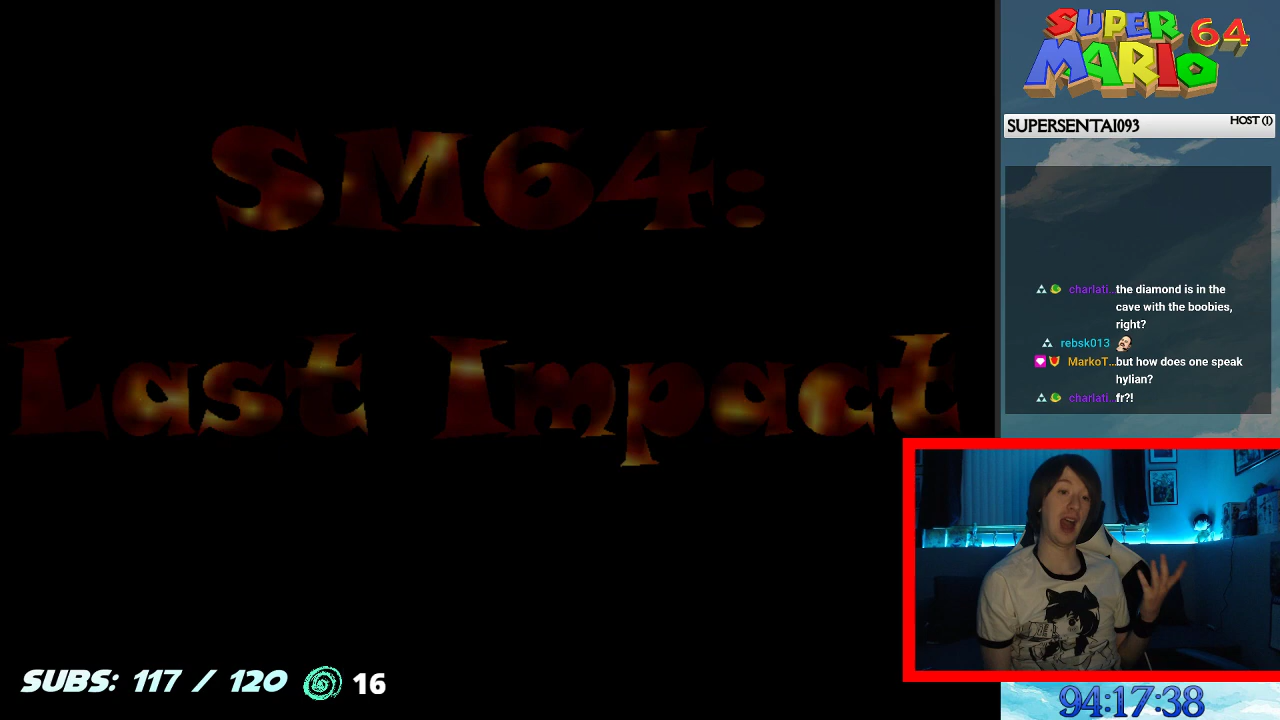 SM64:
Last Impact
SUBS: 117 / 120
16
SUPER
MARIO 64
SUPERSENTAI093
HOST (1)
charlati... the diamond is in the
cave with the boobies,
right?
rebsk013
MarkoT... but how does one speak
hylian?
charlati... fr?!
94:17:38